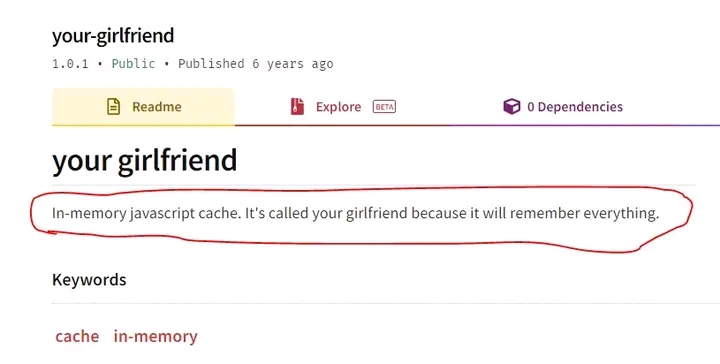 your-girlfriend
1.0.1 • Public • Published 6 years ago
Readme Explore BETA 0 Dependencies
your girlfriend
In-memory javascript cache. It's called your girlfriend because it will remember everything.
Keywords
cache in-memory